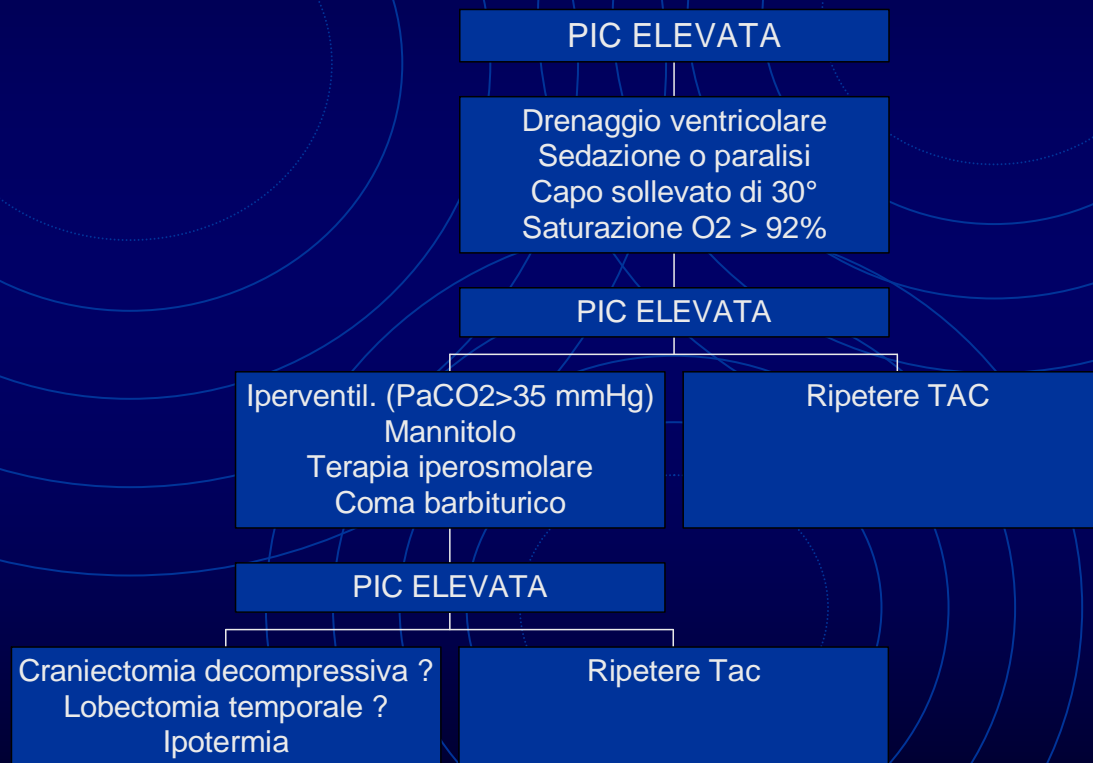 PIC ELEVATA
Drenaggio ventricolare
Sedazione o paralisi
Capo sollevato di 30°
Saturazione O2 > 92%
PIC ELEVATA
Iperventil. (PaCO2>35 mmHg)
Mannitolo
Terapia iperosmolare
Coma barbiturico
Ripetere TAC
PIC ELEVATA
Craniectomia decompressiva ?
Lobectomia temporale ?
Ipotermia
Ripetere Tac